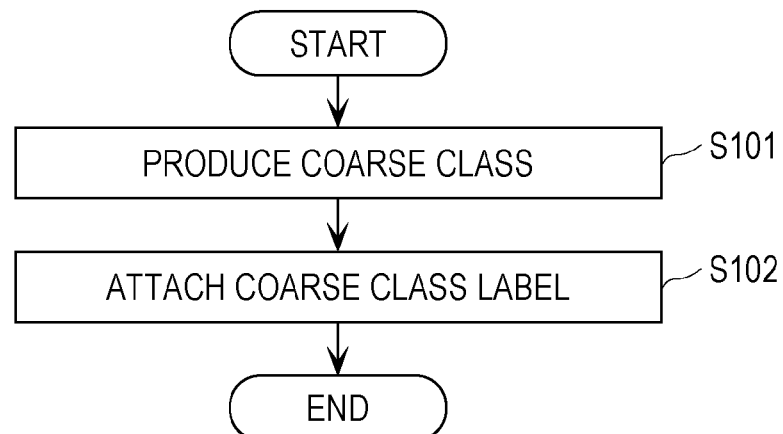 START
PRODUCE COARSE CLASS
S101
ATTACH COARSE CLASS LABEL
S102
END